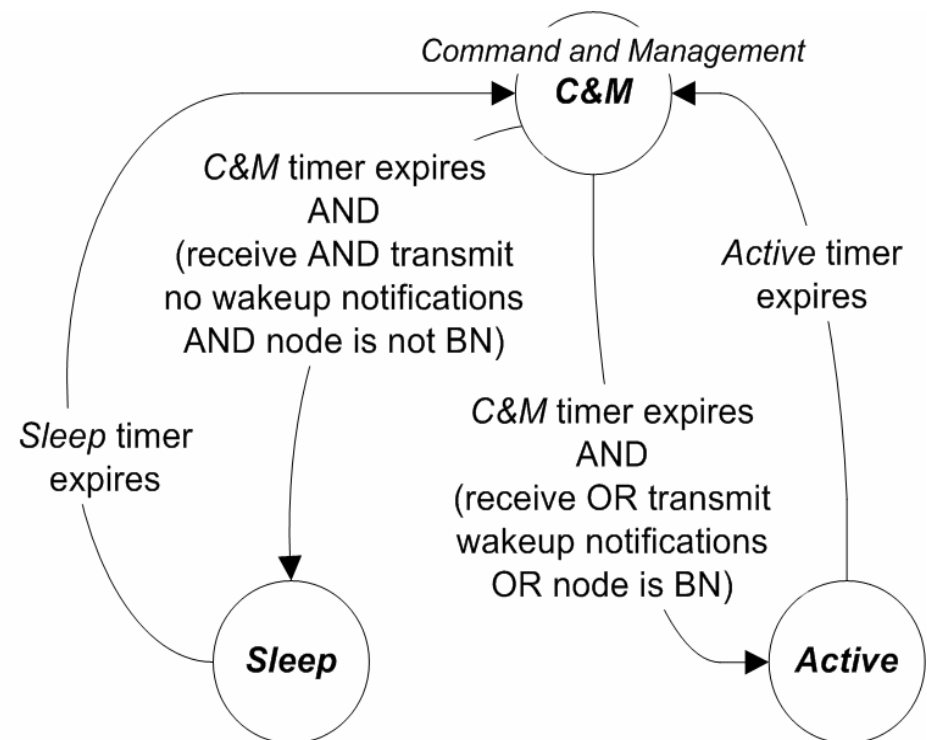 Command and Management
C&M
C&M timer expires
AND
(receive AND transmit
no wakeup notifications
AND node is not BN)
Active timer
expires
C&M timer expires
AND
(receive OR transmit
wakeup notifications
OR node is BN)
Sleep timer
expires
Sleep
Active